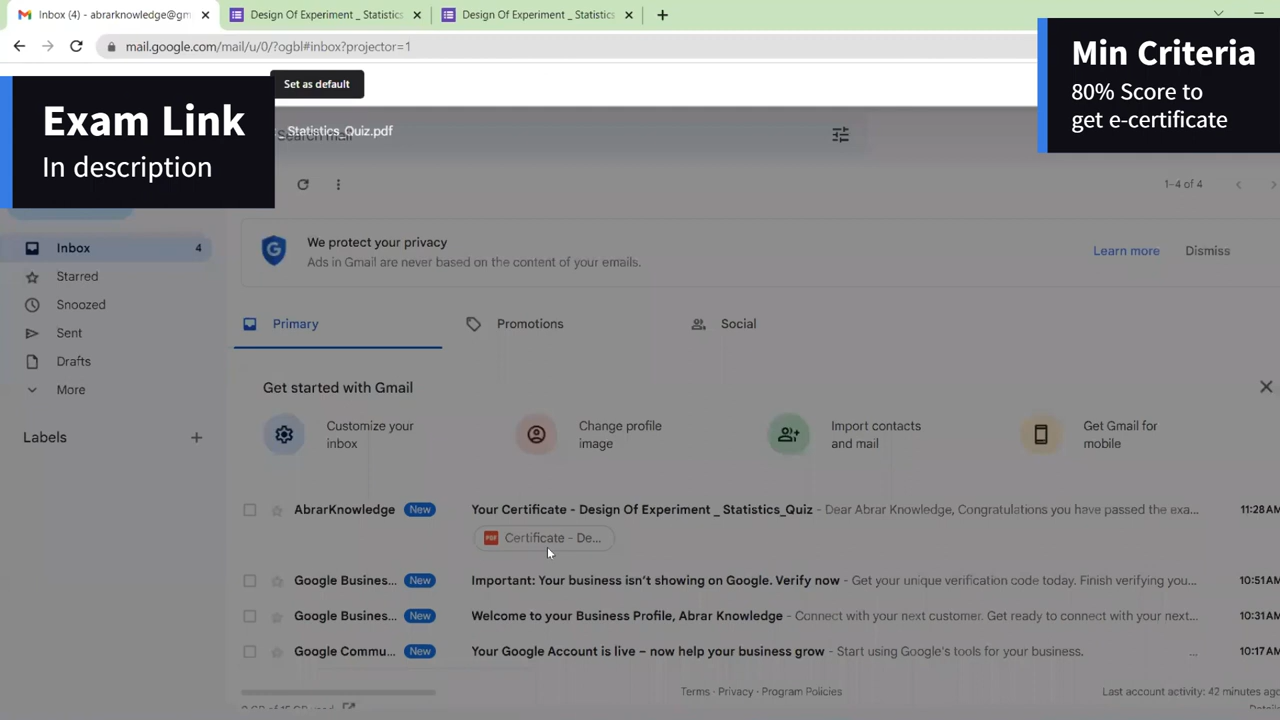 Inbox (4) - abrarknowledge@gm
Design Of Experiment _ Statistics
Design Of Experiment _ Statistics
mail.google.com/mail/u/0/?ogbl#inbox?projector=1
Min Criteria
80% Score to
get e-certificate
Set as default
Exam Link
In description
Statistics_Quiz.pdf
Search mail
1–4 of 4
Inbox 4
Starred
Snoozed
Sent
Drafts
More
Labels
We protect your privacy
Ads in Gmail are never based on the content of your emails.
Learn more
Dismiss
Primary
Promotions
Social
Get started with Gmail
Customize your
inbox
Change profile
image
Import contacts
and mail
Get Gmail for
mobile
AbrarKnowledge New Your Certificate - Design Of Experiment _ Statistics_Quiz - Dear Abrar Knowledge, Congratulations you have passed the exa... 11:28 AM
PDF Certificate - De...
Google Busines... New Important: Your business isn't showing on Google. Verify now - Get your unique verification code today. Finish verifying you... 10:51 AM
Google Busines... New Welcome to your Business Profile, Abrar Knowledge - Connect with your next customer. Get ready to connect with your next... 10:31 AM
Google Commu... New Your Google Account is live – now help your business grow - Start using Google's tools for your business. ... 10:17 AM
Terms · Privacy · Program Policies
Last account activity: 42 minutes ago